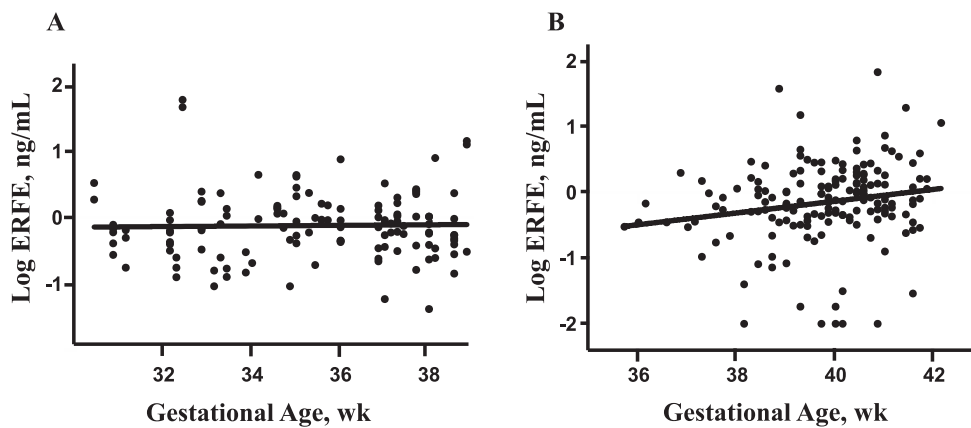 A
B
Log ERFE, ng/mL
2
1
0
-1
32
34
36
38
Gestational Age, wk
Log ERFE, ng/mL
2
1
0
-1
-2
36
38
40
42
Gestational Age, wk